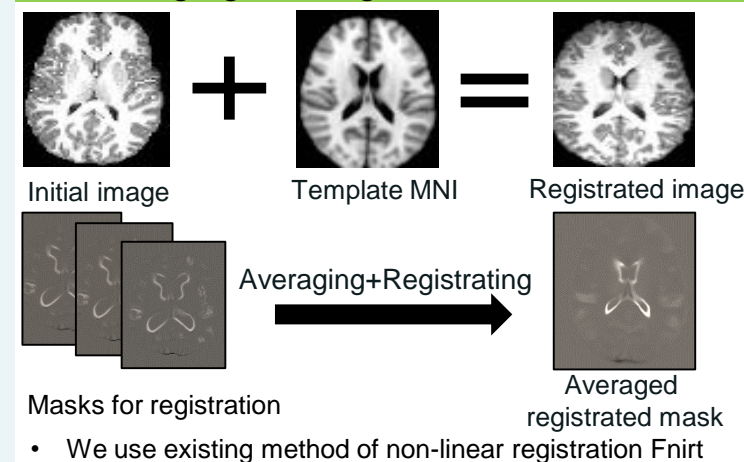 Initial image
Template MNI
Registrated image
Averaging+Registrating
Masks for registration
Averaged
registrated mask
• We use existing method of non-linear registration Fnirt